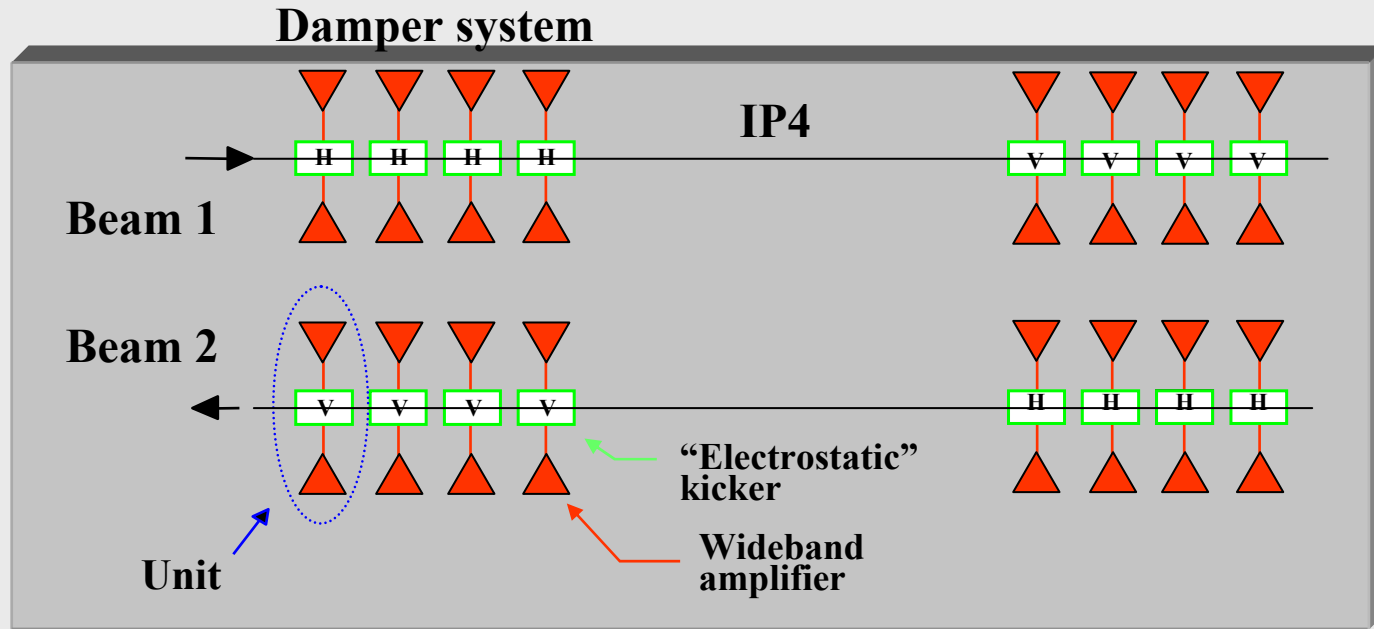 Damper system
IP4
H H H H
V V V V
Beam 1
Beam 2
V V V V
H H H H
“Electrostatic”
kicker
Wideband
amplifier
Unit